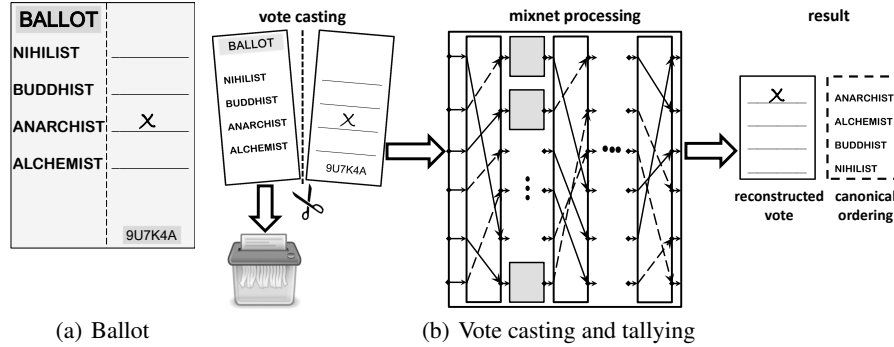 BALLOT
NIHILIST
BUDDHIST
ANARCHIST X
ALCHEMIST
9U7K4A
(a) Ballot
vote casting
BALLOT
NIHILIST
BUDDHIST
ANARCHIST
ALCHEMIST
X
9U7K4A
mixnet processing
result
X
reconstructed
vote
ANARCHIST
ALCHEMIST
BUDDHIST
NIHILIST
canonical
ordering
(b) Vote casting and tallying